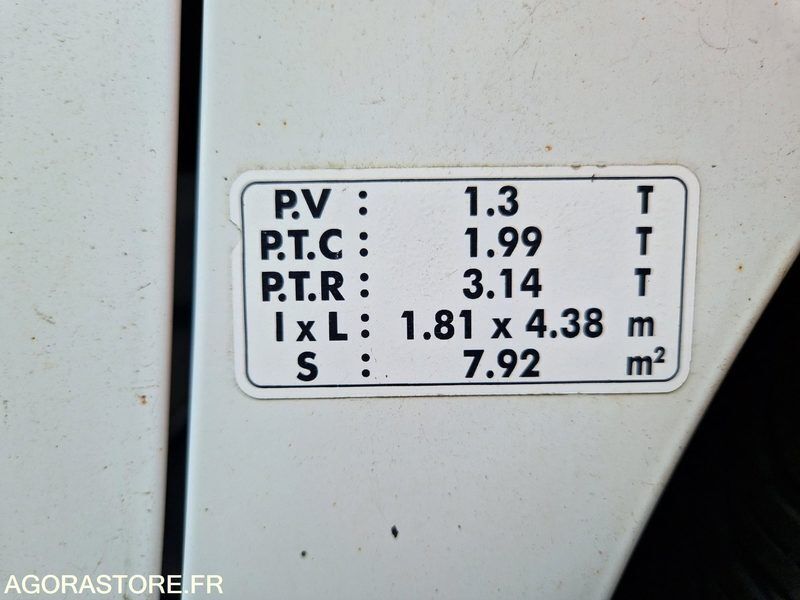 P.V : 1.3 T
P.T.C : 1.99 T
P.T.R : 3.14 T
l x L : 1.81 x 4.38 m
S : 7.92 m²
AGORASTORE.FR